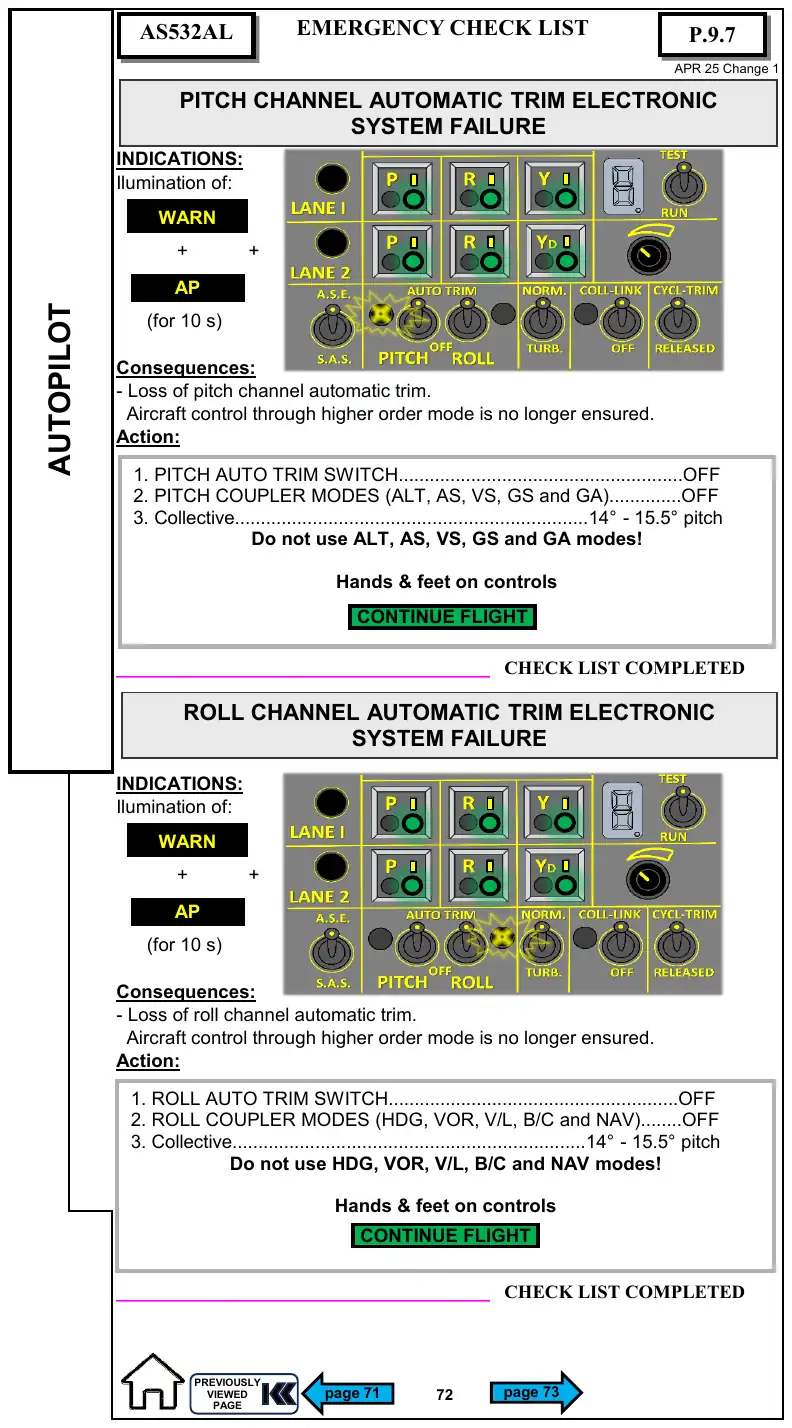 AS532AL
EMERGENCY CHECK LIST
P.9.7
APR 25 Change 1
AUTOPILOT
PITCH CHANNEL AUTOMATIC TRIM ELECTRONIC
SYSTEM FAILURE
INDICATIONS:
Ilumination of:
WARN
+ +
AP
(for 10 s)
LANE 1
P R Y
TEST
RUN
LANE 2
P R YD
A.S.E. AUTO TRIM NORM. COLL-LINK CYCL-TRIM
S.A.S. PITCH OFF ROLL TURB. OFF RELEASED
Consequences:
- Loss of pitch channel automatic trim.
Aircraft control through higher order mode is no longer ensured.
Action:
1. PITCH AUTO TRIM SWITCH.......................................................OFF
2. PITCH COUPLER MODES (ALT, AS, VS, GS and GA)..............OFF
3. Collective....................................................................14° - 15.5° pitch
Do not use ALT, AS, VS, GS and GA modes!
Hands & feet on controls
CONTINUE FLIGHT
CHECK LIST COMPLETED
ROLL CHANNEL AUTOMATIC TRIM ELECTRONIC
SYSTEM FAILURE
INDICATIONS:
Ilumination of:
WARN
+ +
AP
(for 10 s)
LANE 1
P R Y
TEST
RUN
LANE 2
P R YD
A.S.E. AUTO TRIM NORM. COLL-LINK CYCL-TRIM
S.A.S. PITCH OFF ROLL TURB. OFF RELEASED
Consequences:
- Loss of roll channel automatic trim.
Aircraft control through higher order mode is no longer ensured.
Action:
1. ROLL AUTO TRIM SWITCH........................................................OFF
2. ROLL COUPLER MODES (HDG, VOR, V/L, B/C and NAV)........OFF
3. Collective....................................................................14° - 15.5° pitch
Do not use HDG, VOR, V/L, B/C and NAV modes!
Hands & feet on controls
CONTINUE FLIGHT
CHECK LIST COMPLETED
PREVIOUSLY
VIEWED
PAGE
page 71
72
page 73